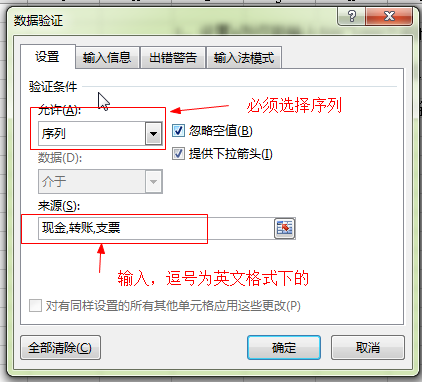 数据验证
设置 输入信息 出错警告 输入法模式
验证条件
允许(A):
必须选择序列
序列
忽略空值(B)
数据(D):
提供下拉箭头(I)
介于
来源(S):
现金,转账,支票
输入，逗号为英文格式下的
对有同样设置的所有其他单元格应用这些更改(P)
全部清除(C) 确定 取消